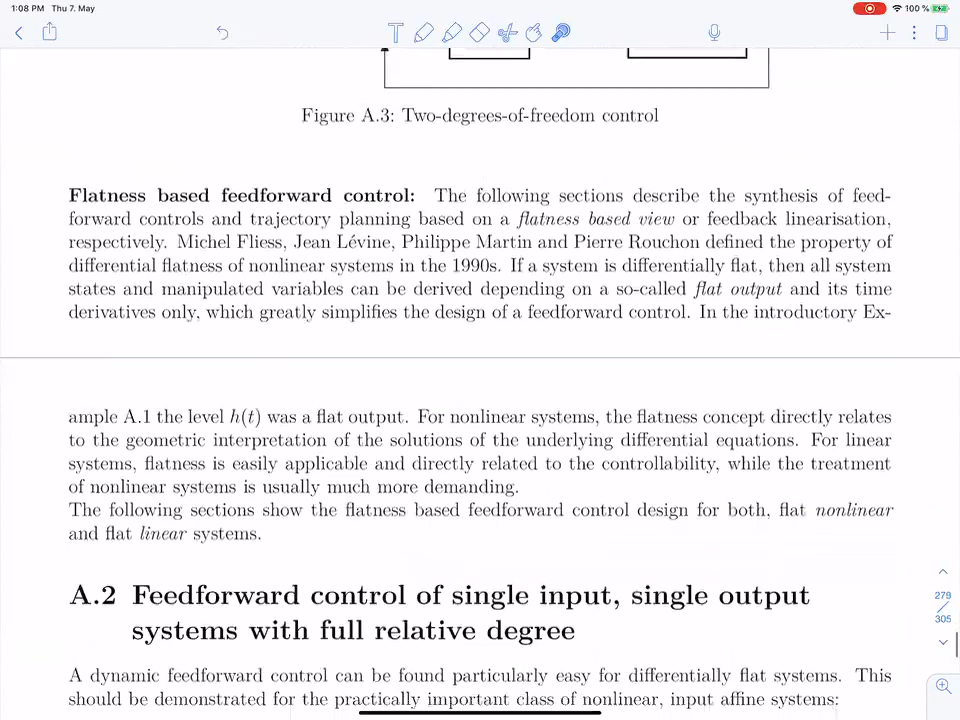 1:08 PM Thu 7. May
100 %
T
Figure A.3: Two-degrees-of-freedom control
Flatness based feedforward control: The following sections describe the synthesis of feed-
forward controls and trajectory planning based on a flatness based view or feedback linearisation,
respectively. Michel Fliess, Jean Lévine, Philippe Martin and Pierre Rouchon defined the property of
differential flatness of nonlinear systems in the 1990s. If a system is differentially flat, then all system
states and manipulated variables can be derived depending on a so-called flat output and its time
derivatives only, which greatly simplifies the design of a feedforward control. In the introductory Ex-
ample A.1 the level h(t) was a flat output. For nonlinear systems, the flatness concept directly relates
to the geometric interpretation of the solutions of the underlying differential equations. For linear
systems, flatness is easily applicable and directly related to the controllability, while the treatment
of nonlinear systems is usually much more demanding.
The following sections show the flatness based feedforward control design for both, flat nonlinear
and flat linear systems.
279
305
A.2 Feedforward control of single input, single output
systems with full relative degree
A dynamic feedforward control can be found particularly easy for differentially flat systems. This
should be demonstrated for the practically important class of nonlinear, input affine systems: